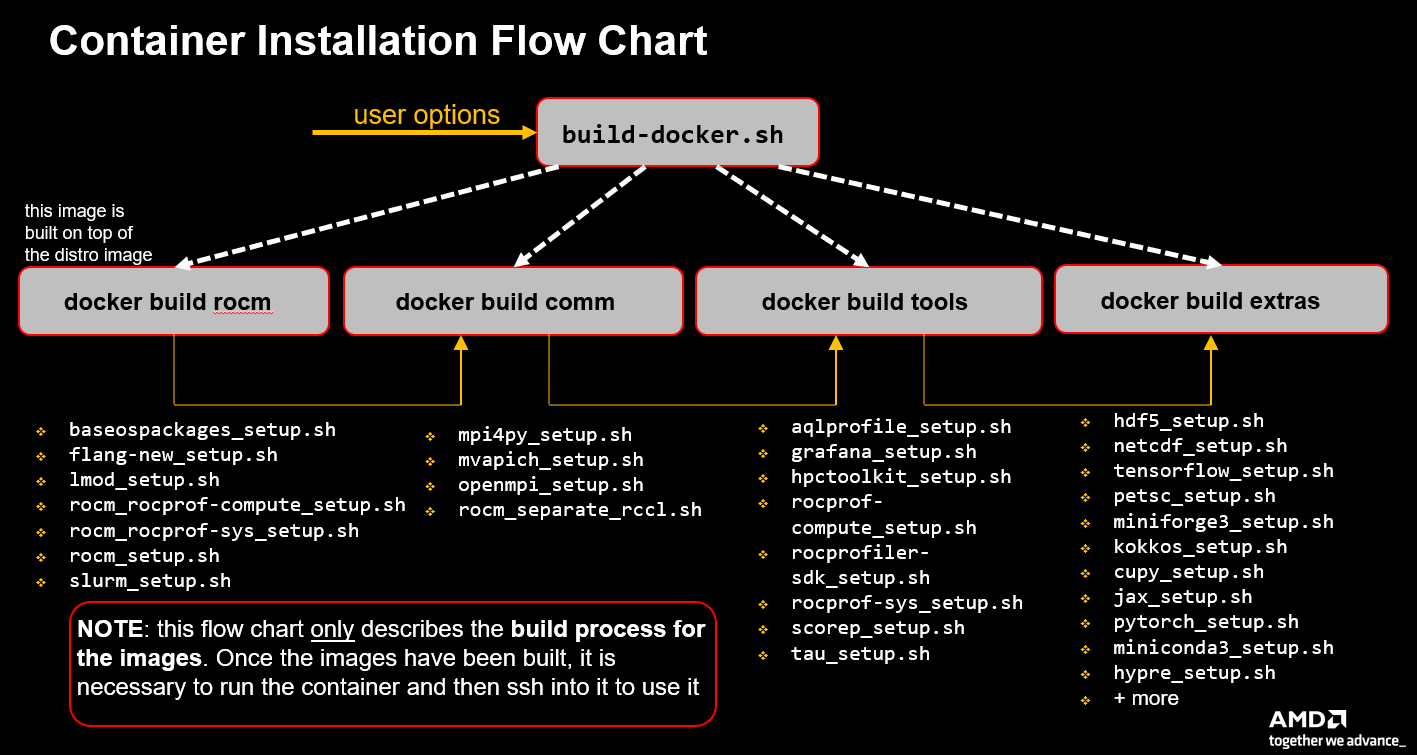 Container Installation Flow Chart
user options
build-docker.sh
this image is
built on top of
the distro image
docker build rocm
docker build comm
docker build tools
docker build extras
baseospackages_setup.sh
flang-new_setup.sh
lmod_setup.sh
rocm_rocprof-compute_setup.sh
rocm_rocprof-sys_setup.sh
rocm_setup.sh
slurm_setup.sh
mpi4py_setup.sh
mvapich_setup.sh
openmpi_setup.sh
rocm_separate_rccl.sh
aqlprofile_setup.sh
grafana_setup.sh
hpctoolkit_setup.sh
rocprof-
compute_setup.sh
rocprofiler-
sdk_setup.sh
rocprof-sys_setup.sh
scorep_setup.sh
tau_setup.sh
hdf5_setup.sh
netcdf_setup.sh
tensorflow_setup.sh
petsc_setup.sh
miniforge3_setup.sh
kokkos_setup.sh
cupy_setup.sh
jax_setup.sh
pytorch_setup.sh
miniconda3_setup.sh
hypre_setup.sh
+ more
NOTE: this flow chart only describes the build process for
the images. Once the images have been built, it is
necessary to run the container and then ssh into it to use it
AMD
together we advance_